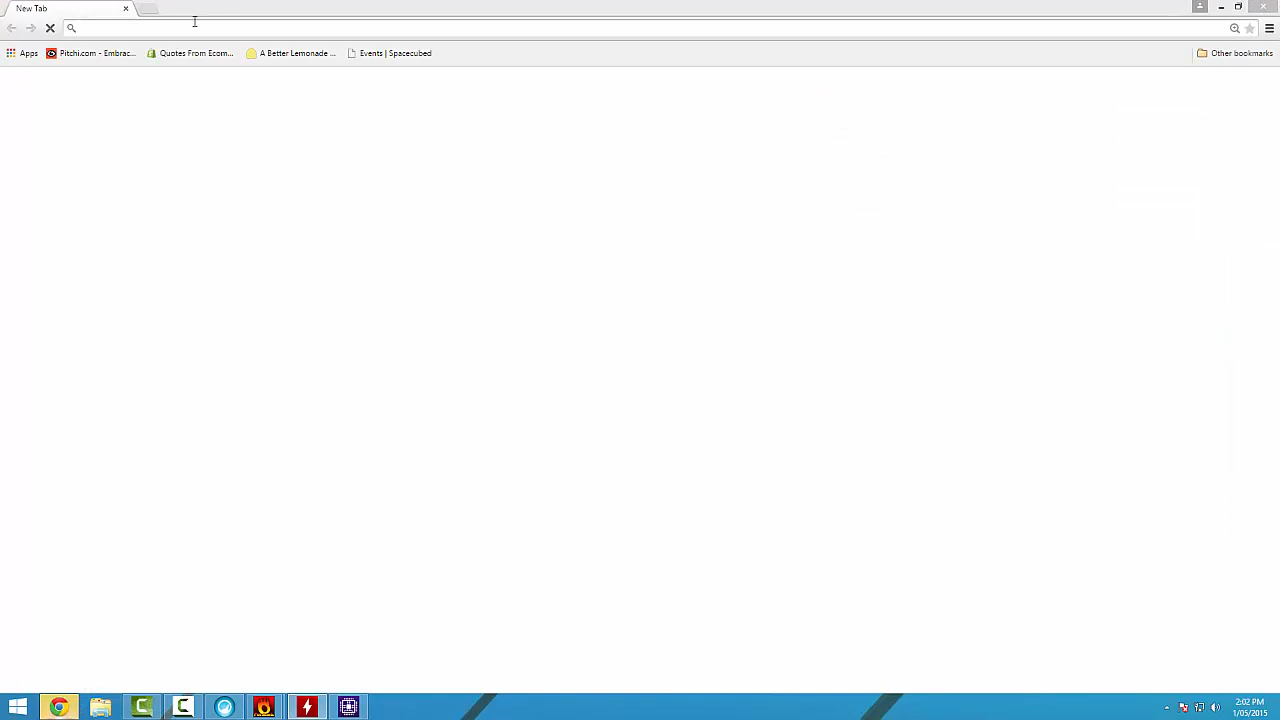 New Tab
Apps Pitchi.com - Embrac... Quotes From Ecom... A Better Lemonade ... Events | Spacecubed Other bookmarks
2:02 PM
1/05/2015